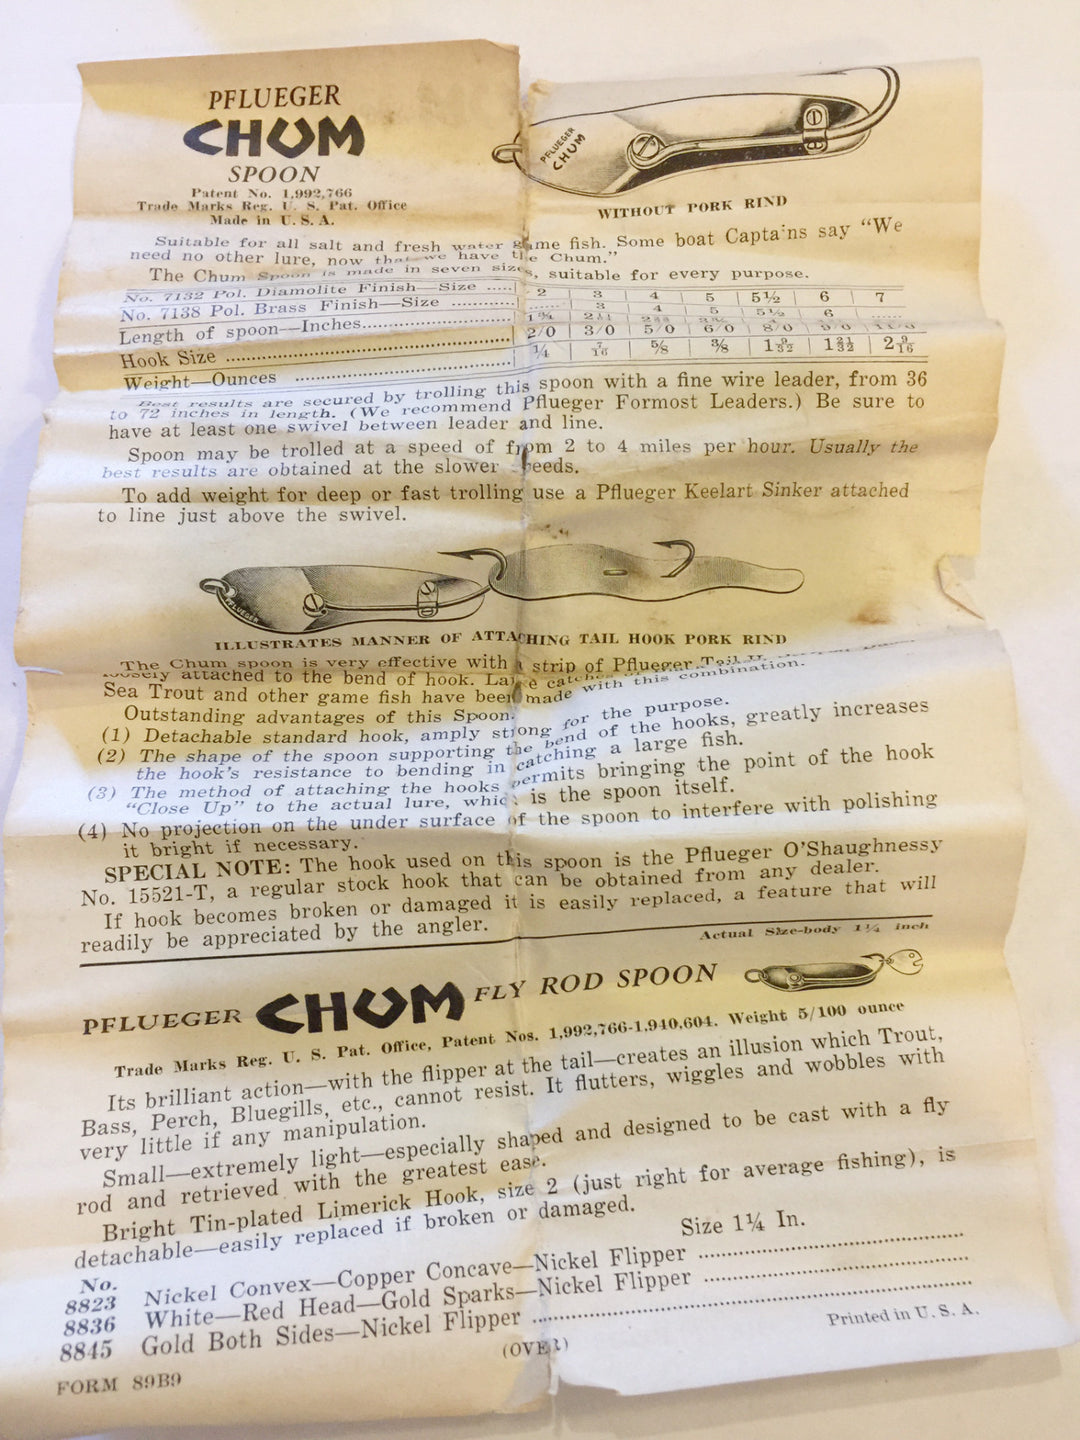 PFLUEGER
CHUM
SPOON
Patent No. 1,992,766
Trade Marks Reg. U. S. Pat. Office
Made in U. S. A.
PFLUEGER
CHUM
WITHOUT PORK RIND
Suitable for all salt and fresh water game fish. Some boat Captains say “We
need no other lure, now that we have the Chum.”
The Chum Spoon is made in seven sizes, suitable for every purpose.
No. 7132 Pol. Diamolite Finish—Size ..... 2 3 4 5 5½ 6 7
No. 7138 Pol. Brass Finish—Size ........... ...... 3 4 5 5½ 6 ......
Length of spoon—Inches........................
Hook Size ............................................ 2/0 3/0 5/0 6/0 8/0 9/0
Weight—Ounces ................................ ¼ 7/16 ⅝ ⅜ 1 9/32 1 21/32 2 9/16
Best results are secured by trolling this spoon with a fine wire leader, from 36
to 72 inches in length. (We recommend Pflueger Formost Leaders.) Be sure to
have at least one swivel between leader and line.
Spoon may be trolled at a speed of from 2 to 4 miles per hour. Usually the
best results are obtained at the slower speeds.
To add weight for deep or fast trolling use a Pflueger Keelart Sinker attached
to line just above the swivel.
PFLUEGER
ILLUSTRATES MANNER OF ATTACHING TAIL HOOK PORK RIND
The Chum spoon is very effective with a strip of Pflueger Tail
loosely attached to the bend of hook. Large catches
Sea Trout and other game fish have been made with this combination.
Outstanding advantages of this Spoon.
(1) Detachable standard hook, amply strong for the purpose.
(2) The shape of the spoon supporting the bend of the hooks, greatly increases
the hook's resistance to bending in catching a large fish.
(3) The method of attaching the hooks permits bringing the point of the hook
“Close Up” to the actual lure, which is the spoon itself.
(4) No projection on the under surface of the spoon to interfere with polishing
it bright if necessary.
SPECIAL NOTE: The hook used on this spoon is the Pflueger O'Shaughnessy
No. 15521-T, a regular stock hook that can be obtained from any dealer.
If hook becomes broken or damaged it is easily replaced, a feature that will
readily be appreciated by the angler.
Actual Size-body 1¼ inch
PFLUEGER CHUM FLY ROD SPOON
Trade Marks Reg. U. S. Pat. Office, Patent Nos. 1,992,766-1,940,604. Weight 5/100 ounce
Its brilliant action—with the flipper at the tail—creates an illusion which Trout,
Bass, Perch, Bluegills, etc., cannot resist. It flutters, wiggles and wobbles with
very little if any manipulation.
Small—extremely light—especially shaped and designed to be cast with a fly
rod and retrieved with the greatest ease.
Bright Tin-plated Limerick Hook, size 2 (just right for average fishing), is
detachable—easily replaced if broken or damaged.
No. Size 1¼ In.
8823 Nickel Convex—Copper Concave—Nickel Flipper ..............................
8836 White—Red Head—Gold Sparks—Nickel Flipper ..............................
8845 Gold Both Sides—Nickel Flipper ..................................................
(OVER)
Printed in U. S. A.
FORM 89B9